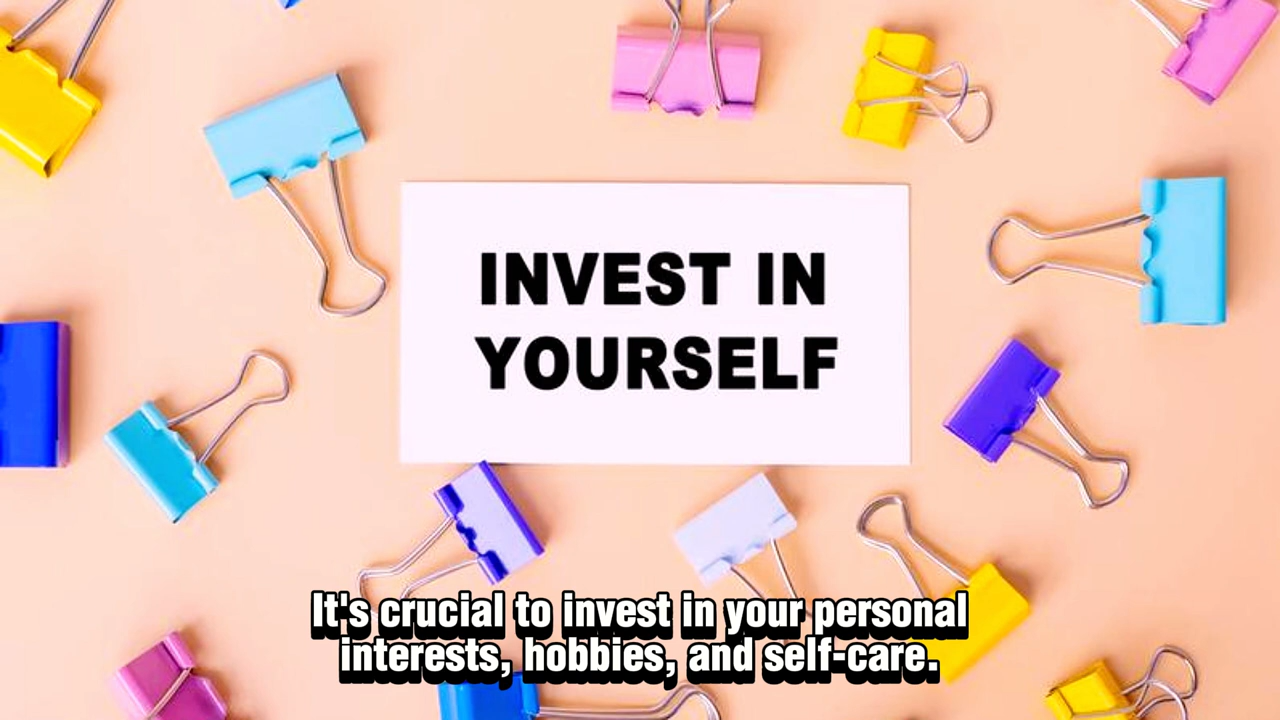 INVEST IN
YOURSELF
It's crucial to invest in your personal
interests, hobbies, and self-care.